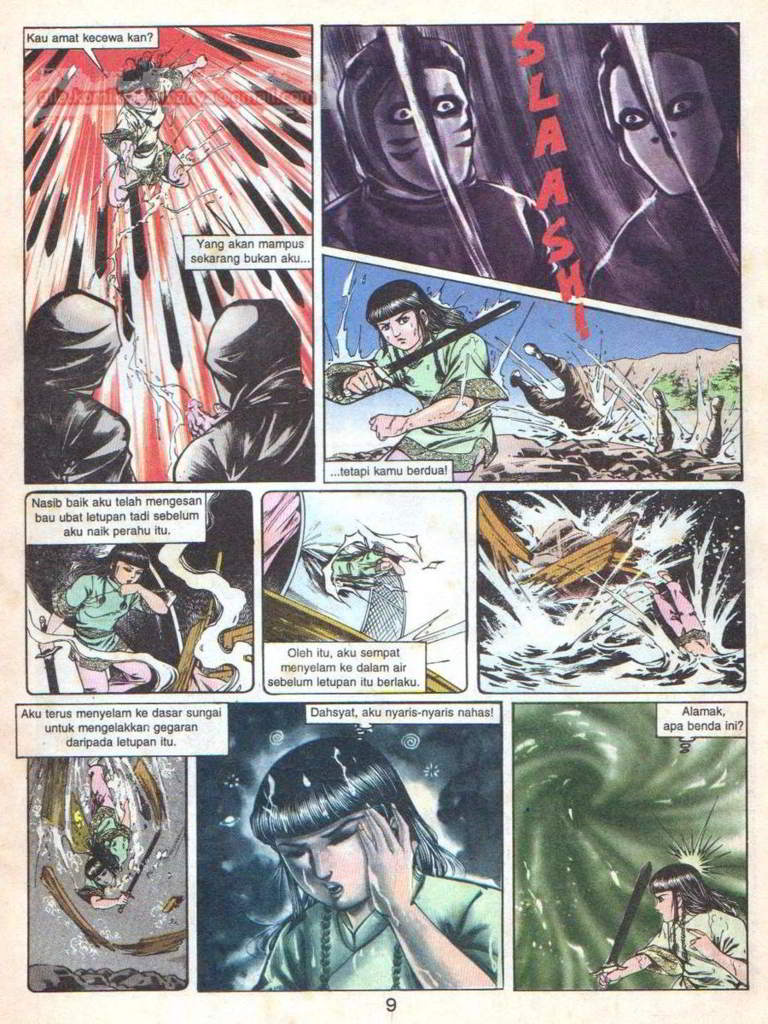 Kau amat kecewa kan?
Yang akan mampus
sekarang bukan aku...
SLAASH!
...tetapi kamu berdua!
Nasib baik aku telah mengesan
bau ubat letupan tadi sebelum
aku naik perahu itu.
Oleh itu, aku sempat
menyelam ke dalam air
sebelum letupan itu berlaku.
Aku terus menyelam ke dasar sungai
untuk mengelakkan gegaran
daripada letupan itu.
Dahsyat, aku nyaris-nyaris nahas!
Alamak,
apa benda ini?
9